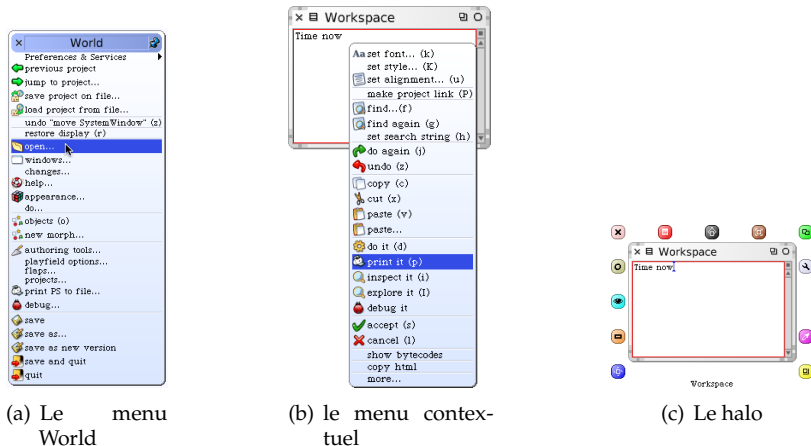 World
Preferences & Services
previous project
jump to project...
save project on file...
load project from file...
undo "move SystemWindow" (z)
restore display (r)
open...
windows...
changes...
help...
appearance...
do...
objects (o)
new morph...
authoring tools...
playfield options...
flaps...
projects...
print PS to file...
debug...
save
save as...
save as new version
save and quit
quit
(a) Le menu
World
Workspace
Time now
Aa set font... (k)
set style... (K)
set alignment... (u)
make project link (P)
find...(f)
find again (g)
set search string (h)
do again (j)
undo (z)
copy (c)
cut (x)
paste (v)
paste...
do it (d)
print it (p)
inspect it (i)
explore it (I)
debug it
accept (s)
cancel (l)
show bytecodes
copy html
more...
(b) le menu contex-
tuel
Workspace
Time now
Workspace
(c) Le halo